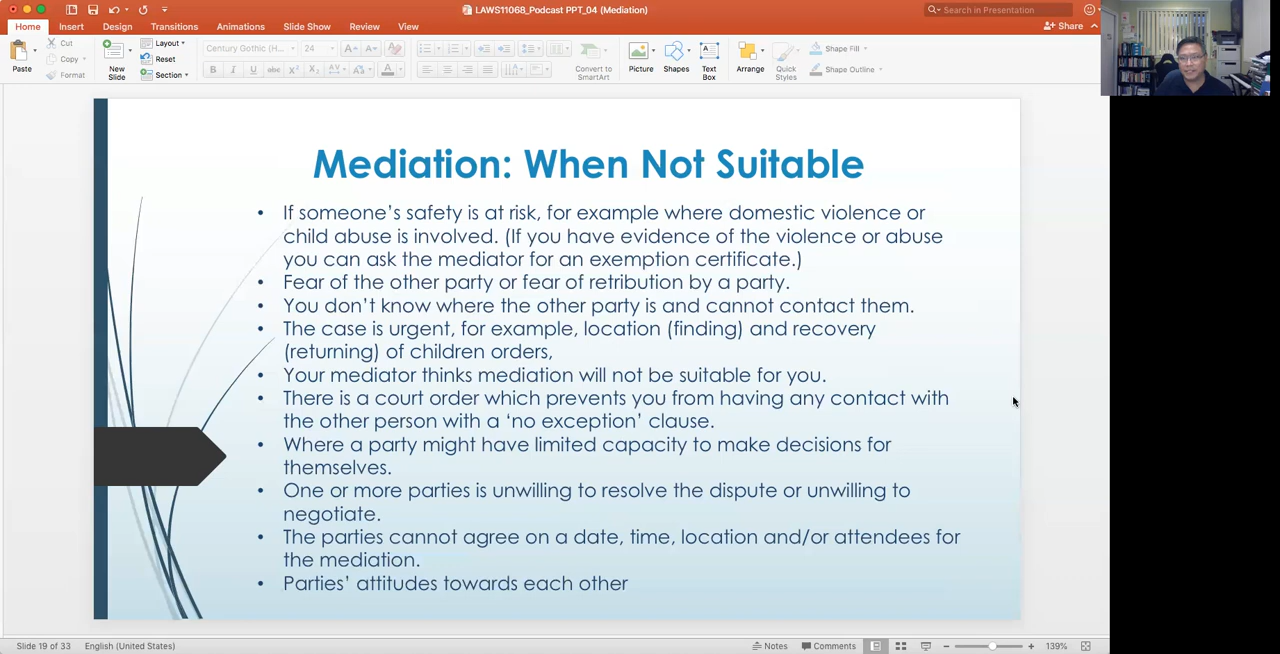 LAWS11068_Podcast PPT_04 (Mediation)
Search in Presentation
Home Insert Design Transitions Animations Slide Show Review View
Share
Paste
Cut
Copy
Format
New Slide
Layout
Reset
Section
Century Gothic (H... 24
Convert to SmartArt
Picture
Shapes
Text Box
Arrange
Quick Styles
Shape Fill
Shape Outline
Mediation: When Not Suitable
• If someone’s safety is at risk, for example where domestic violence or
child abuse is involved. (If you have evidence of the violence or abuse
you can ask the mediator for an exemption certificate.)
• Fear of the other party or fear of retribution by a party.
• You don’t know where the other party is and cannot contact them.
• The case is urgent, for example, location (finding) and recovery
(returning) of children orders,
• Your mediator thinks mediation will not be suitable for you.
• There is a court order which prevents you from having any contact with
the other person with a ‘no exception’ clause.
• Where a party might have limited capacity to make decisions for
themselves.
• One or more parties is unwilling to resolve the dispute or unwilling to
negotiate.
• The parties cannot agree on a date, time, location and/or attendees for
the mediation.
• Parties’ attitudes towards each other
Slide 19 of 33 English (United States) Notes Comments 139%